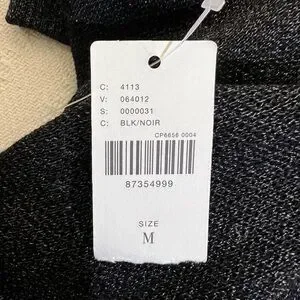 C: 4113
V: 064012
S: 0000031
C: BLK/NOIR
CP6656 0004
87354999
SIZE
M